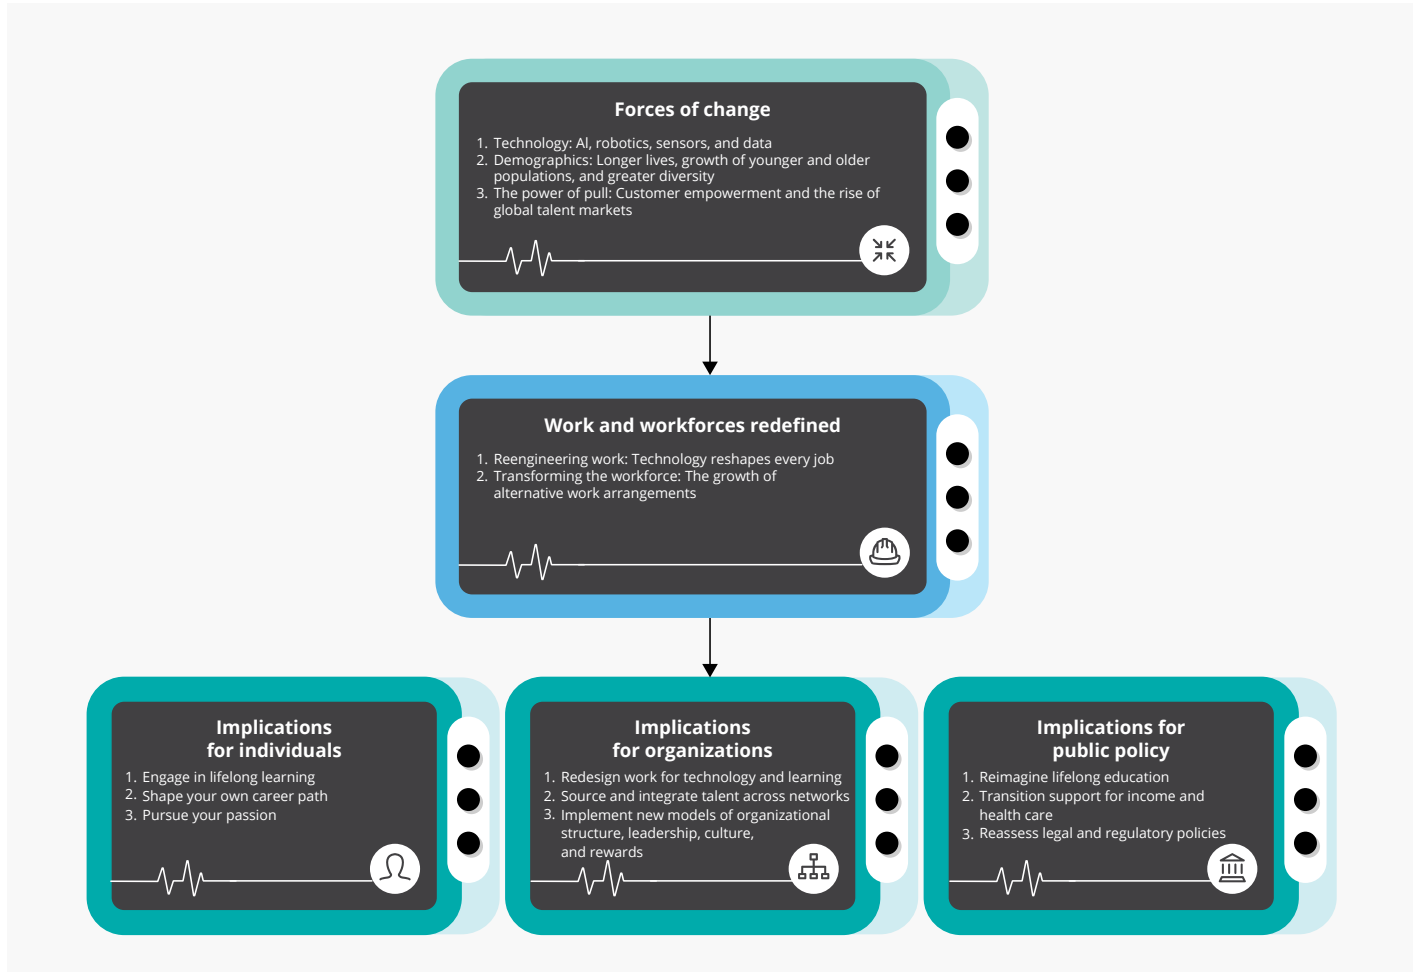 Forces of change
1. Technology: AI, robotics, sensors, and data
2. Demographics: Longer lives, growth of younger and older
populations, and greater diversity
3. The power of pull: Customer empowerment and the rise of
global talent markets
Work and workforces redefined
1. Reengineering work: Technology reshapes every job
2. Transforming the workforce: The growth of
alternative work arrangements
Implications
for individuals
1. Engage in lifelong learning
2. Shape your own career path
3. Pursue your passion
Implications
for organizations
1. Redesign work for technology and learning
2. Source and integrate talent across networks
3. Implement new models of organizational
structure, leadership, culture,
and rewards
Implications for
public policy
1. Reimagine lifelong education
2. Transition support for income and
health care
3. Reassess legal and regulatory policies